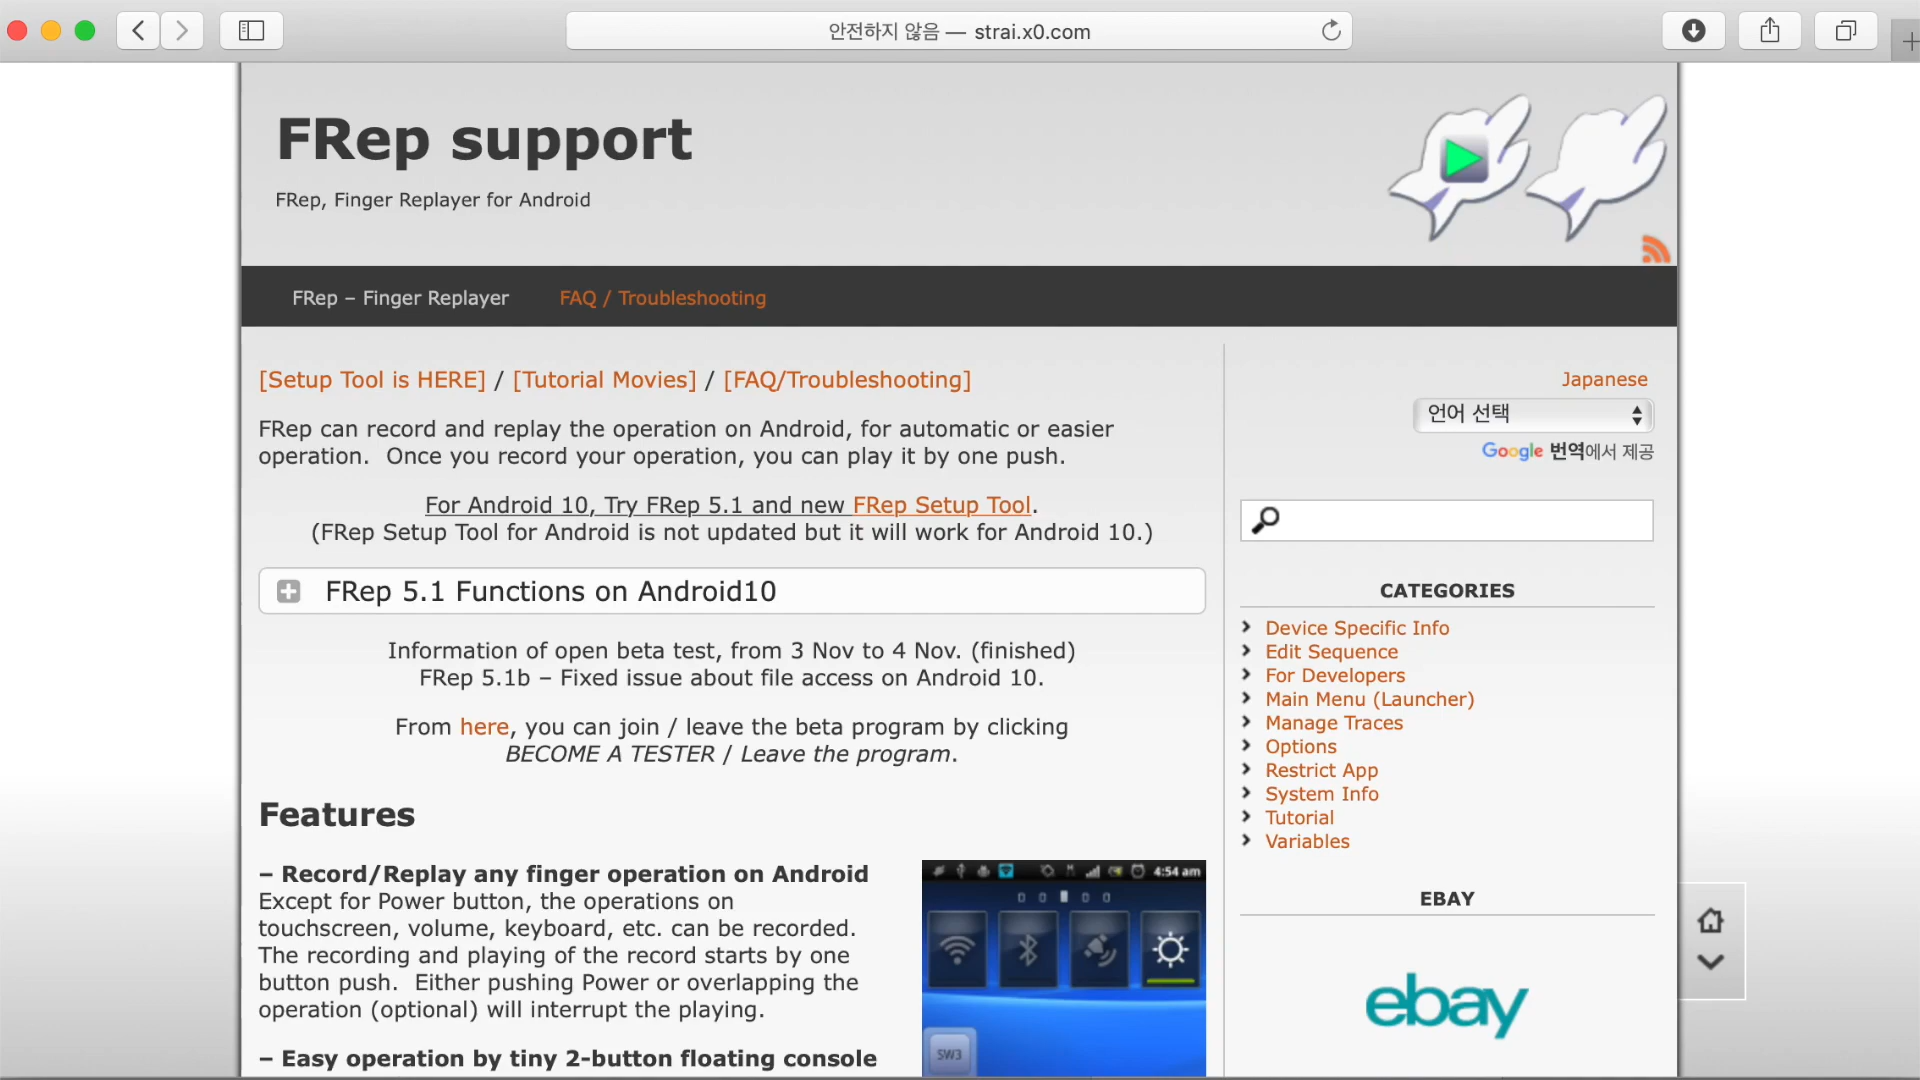 안전하지 않음 — strai.x0.com
FRep support
FRep, Finger Replayer for Android
FRep – Finger Replayer
FAQ / Troubleshooting
[Setup Tool is HERE] / [Tutorial Movies] / [FAQ/Troubleshooting]
FRep can record and replay the operation on Android, for automatic or easier
operation.  Once you record your operation, you can play it by one push.
For Android 10, Try FRep 5.1 and new FRep Setup Tool.
(FRep Setup Tool for Android is not updated but it will work for Android 10.)
FRep 5.1 Functions on Android10
Information of open beta test, from 3 Nov to 4 Nov. (finished)
FRep 5.1b – Fixed issue about file access on Android 10.
From here, you can join / leave the beta program by clicking
BECOME A TESTER / Leave the program.
Features
– Record/Replay any finger operation on Android
Except for Power button, the operations on
touchscreen, volume, keyboard, etc. can be recorded.
The recording and playing of the record starts by one
button push.  Either pushing Power or overlapping the
operation (optional) will interrupt the playing.
– Easy operation by tiny 2-button floating console
4:54 am
SW3
Japanese
언어 선택
Google 번역에서 제공
CATEGORIES
Device Specific Info
Edit Sequence
For Developers
Main Menu (Launcher)
Manage Traces
Options
Restrict App
System Info
Tutorial
Variables
EBAY
ebay